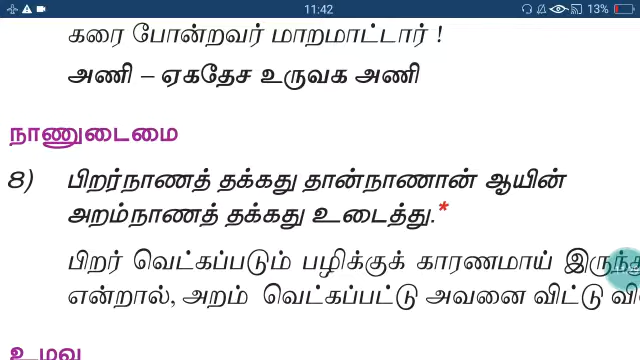 11:42
13%
கரை போன்றவர் மாறமாட்டார் !
அணி – ஏகதேச உருவக அணி
நாணுடைமை
8) பிறர்நாணத் தக்கது தான்நாணான் ஆயின்
அறம்நாணத் தக்கது உடைத்து.*
பிறர் வெட்கப்படும் பழிக்குக் காரணமாய்
என்றால், அறம் வெட்கப்பட்டு அவனை விட்டு